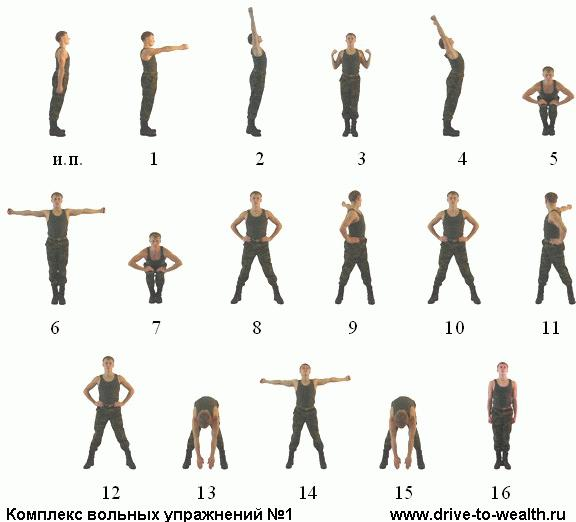 и.п. 1 2 3 4 5
6 7 8 9 10 11
12 13 14 15 16
Комплекс вольных упражнений №1 www.drive-to-wealth.ru